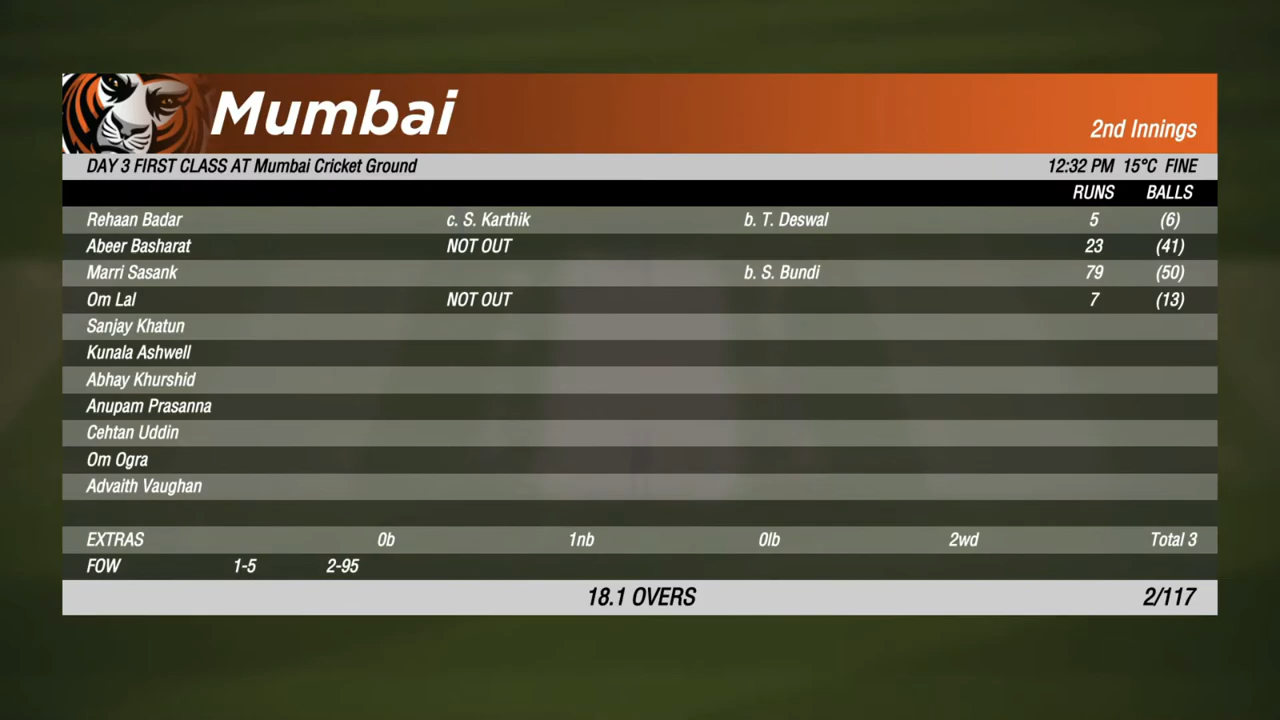 Mumbai
2nd Innings
DAY 3 FIRST CLASS AT Mumbai Cricket Ground 12:32 PM 15°C FINE
RUNS BALLS
Rehaan Badar c. S. Karthik b. T. Deswal 5 (6)
Abeer Basharat NOT OUT 23 (41)
Marri Sasank b. S. Bundi 79 (50)
Om Lal NOT OUT 7 (13)
Sanjay Khatun
Kunala Ashwell
Abhay Khurshid
Anupam Prasanna
Cehtan Uddin
Om Ogra
Advaith Vaughan
EXTRAS 0b 1nb 0lb 2wd Total 3
FOW 1-5 2-95
18.1 OVERS 2/117